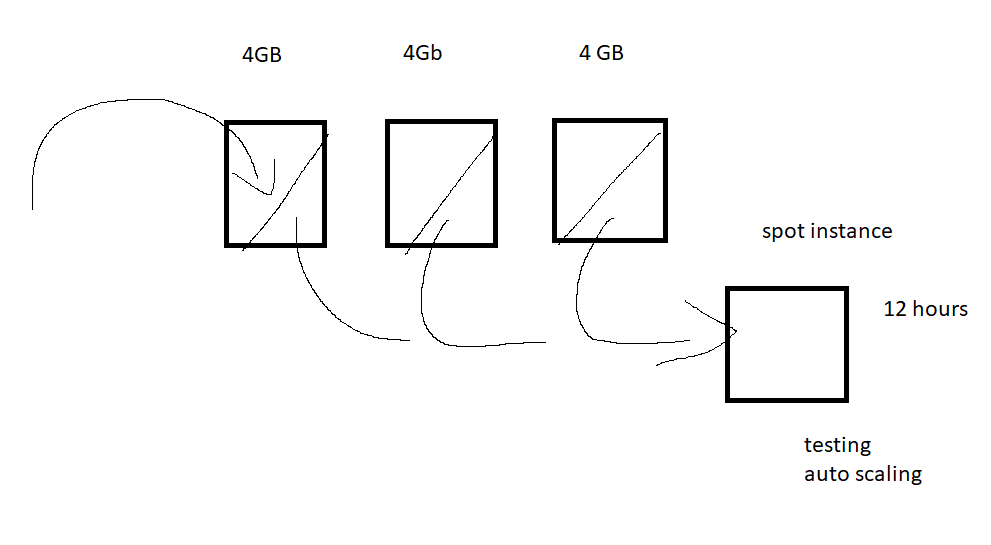 4GB
4Gb
4 GB
spot instance
12 hours
testing
auto scaling